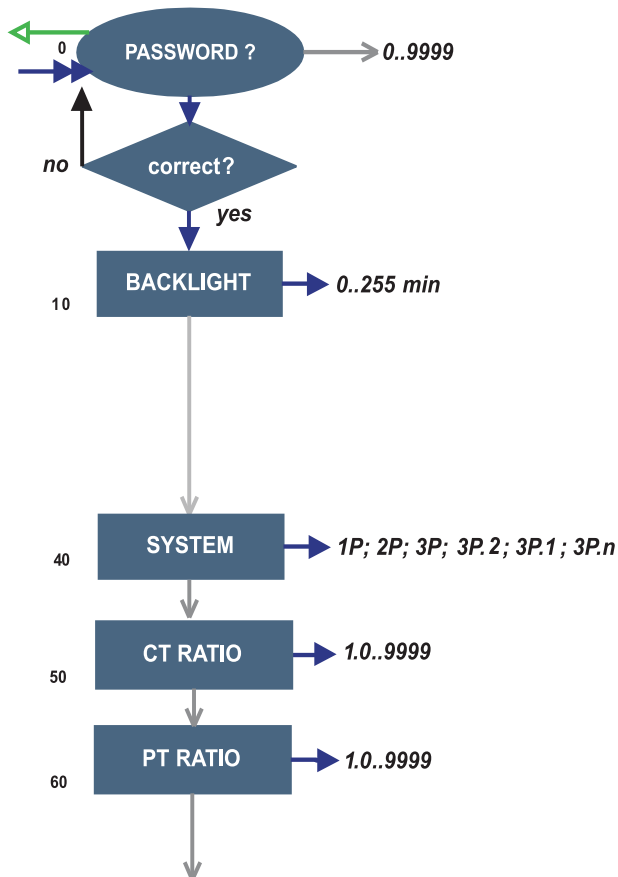 0
PASSWORD ?
0..9999
correct?
no
yes
BACKLIGHT
0..255 min
10
SYSTEM
1P; 2P; 3P; 3P.2; 3P.1; 3P.n
40
CT RATIO
1.0..9999
50
PT RATIO
1.0..9999
60